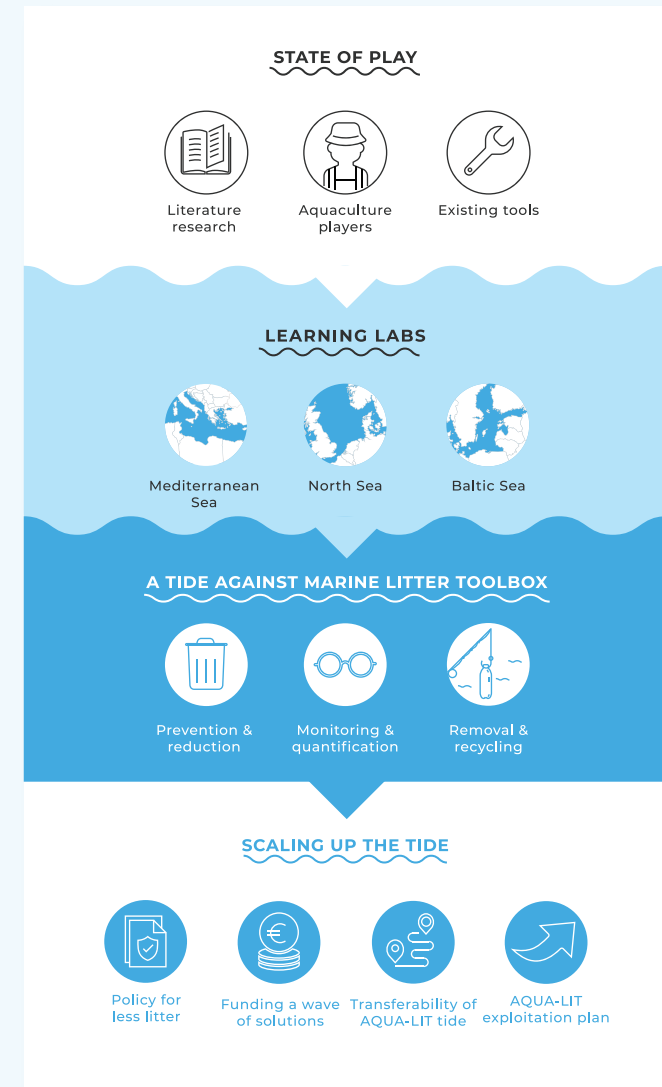 STATE OF PLAY
Literature
research
Aquaculture
players
Existing tools
LEARNING LABS
Mediterranean
Sea
North Sea
Baltic Sea
A TIDE AGAINST MARINE LITTER TOOLBOX
Prevention &
reduction
Monitoring &
quantification
Removal &
recycling
SCALING UP THE TIDE
€
Policy for
less litter
Funding a wave
of solutions
Transferability of
AQUA-LIT tide
AQUA-LIT
exploitation plan